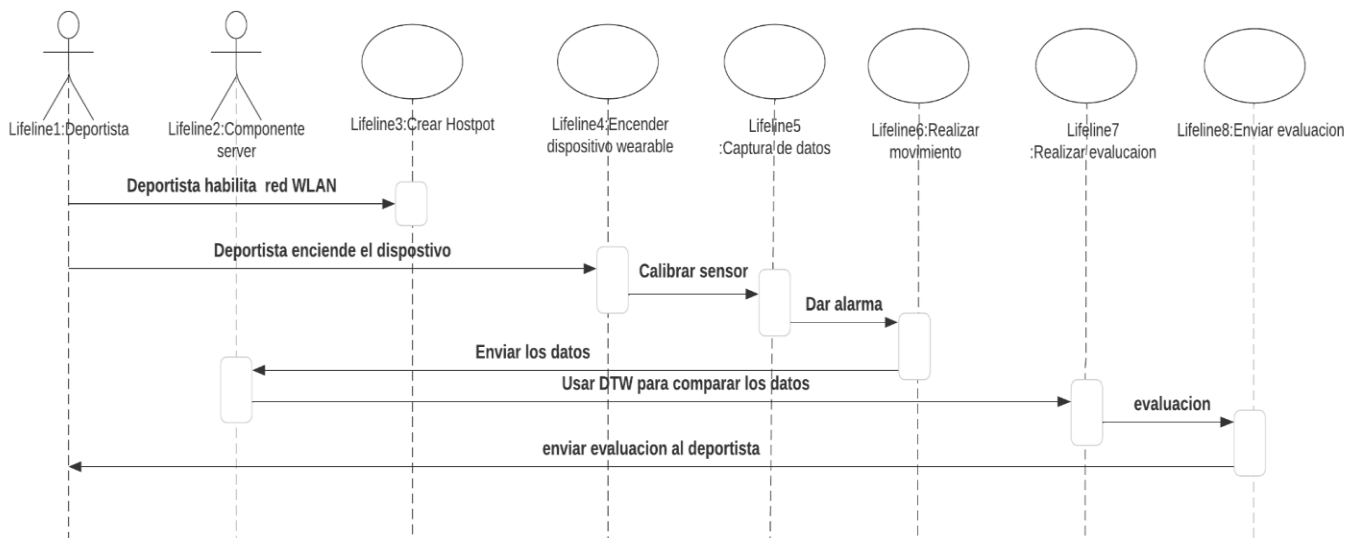 Lifeline1:Deportista
Lifeline2:Componente
server
Lifeline3:Crear Hostpot
Lifeline4:Encender
dispositivo wearable
Lifeline5
:Captura de datos
Lifeline6:Realizar
movimiento
Lifeline7
:Realizar evalucaion
Lifeline8:Enviar evaluacion
Deportista habilita red WLAN
Deportista enciende el dispostivo
Calibrar sensor
Dar alarma
Enviar los datos
Usar DTW para comparar los datos
evaluacion
enviar evaluacion al deportista